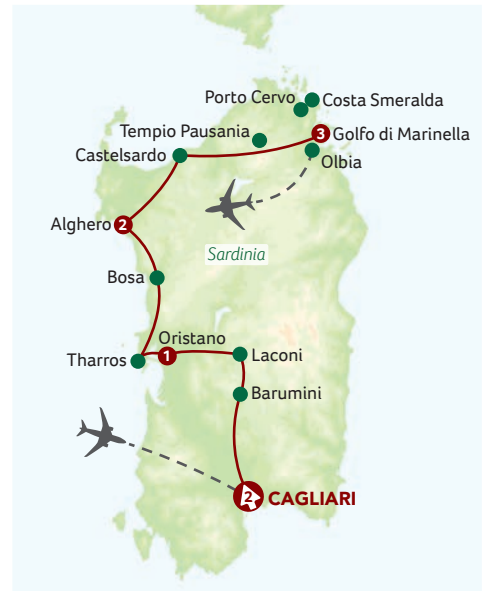 Porto Cervo
Costa Smeralda
Tempio Pausania
3
Golfo di Marinella
Castelsardo
Olbia
Alghero
2
Sardinia
Bosa
Oristano
Tharros
1
Laconi
Barumini
2
CAGLIARI